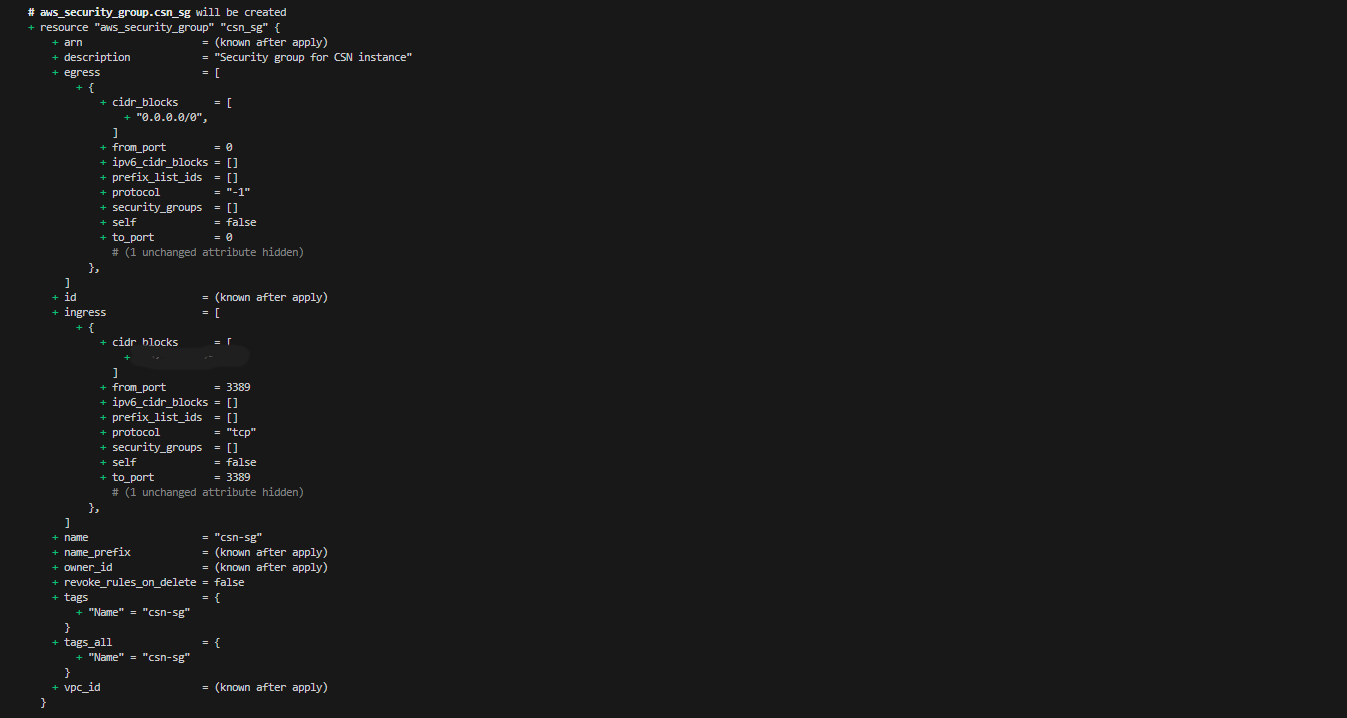 # aws_security_group.csn_sg will be created
+ resource "aws_security_group" "csn_sg" {
+ arn = (known after apply)
+ description = "Security group for CSN instance"
+ egress = [
+ {
+ cidr_blocks = [
+ "0.0.0.0/0",
]
+ from_port = 0
+ ipv6_cidr_blocks = []
+ prefix_list_ids = []
+ protocol = "-1"
+ security_groups = []
+ self = false
+ to_port = 0
# (1 unchanged attribute hidden)
},
]
+ id = (known after apply)
+ ingress = [
+ {
+ cidr_blocks = [
+
]
+ from_port = 3389
+ ipv6_cidr_blocks = []
+ prefix_list_ids = []
+ protocol = "tcp"
+ security_groups = []
+ self = false
+ to_port = 3389
# (1 unchanged attribute hidden)
},
]
+ name = "csn-sg"
+ name_prefix = (known after apply)
+ owner_id = (known after apply)
+ revoke_rules_on_delete = false
+ tags = {
+ "Name" = "csn-sg"
}
+ tags_all = {
+ "Name" = "csn-sg"
}
+ vpc_id = (known after apply)
}